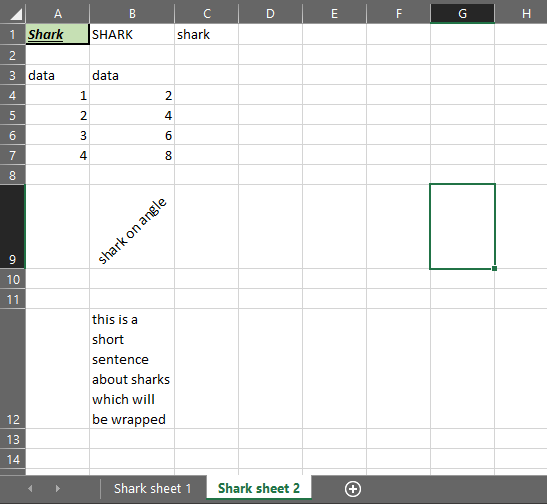 A B C D E F G H
1 Shark SHARK shark
2
3 data data
4 1 2
5 2 4
6 3 6
7 4 8
8
9 shark on angle
10
11
this is a
short
sentence
about sharks
which will
12 be wrapped
13
14
Shark sheet 1 Shark sheet 2